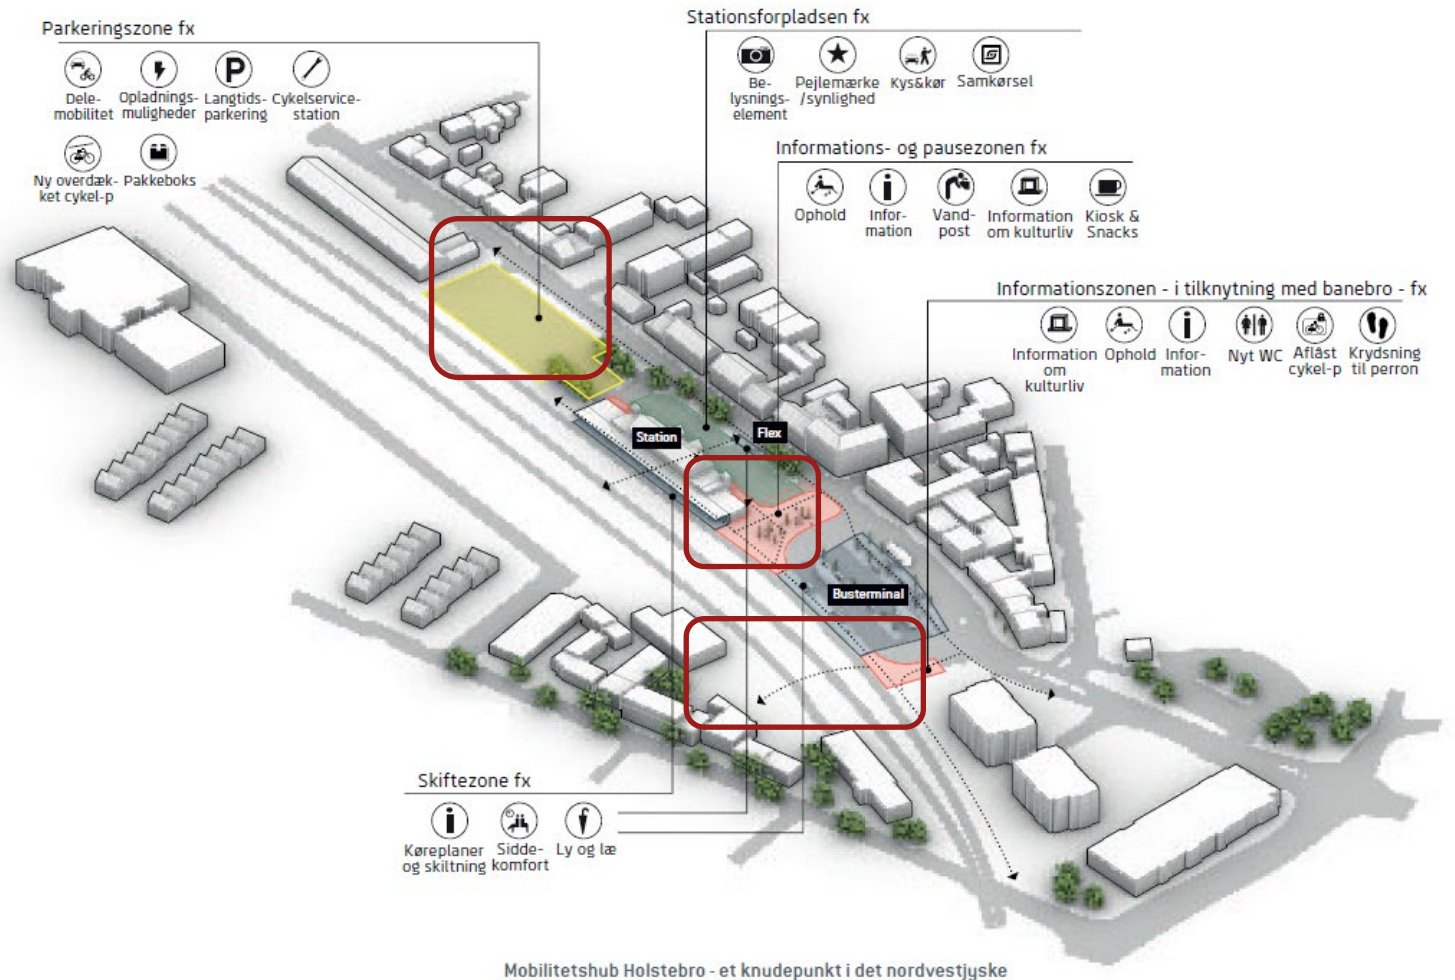 Parkeringszone fx
Dele-
mobilitet
Opladnings-
muligheder
Langtids-
parkering
Cykelservice-
station
Ny overdæk-
ket cykel-p
Pakkeboks
Stationsforpladsen fx
Be-
lysnings-
element
Pejlemærke
/synlighed
Kys&kør
Samkørsel
Informations- og pausezonen fx
Ophold
Infor-
mation
Vand-
post
Information
om kulturliv
Kiosk &
Snacks
Informationszonen - i tilknytning med banebro - fx
Information
om
kulturliv
Ophold
Infor-
mation
Nyt WC
Aflåst
cykel-p
Krydsning
til perron
Station
Flex
Busterminal
Skiftezone fx
Køreplaner
og skiltning
Sidde-
komfort
Ly og læ
Mobilitetshub Holstebro - et knudepunkt i det nordvestjyske